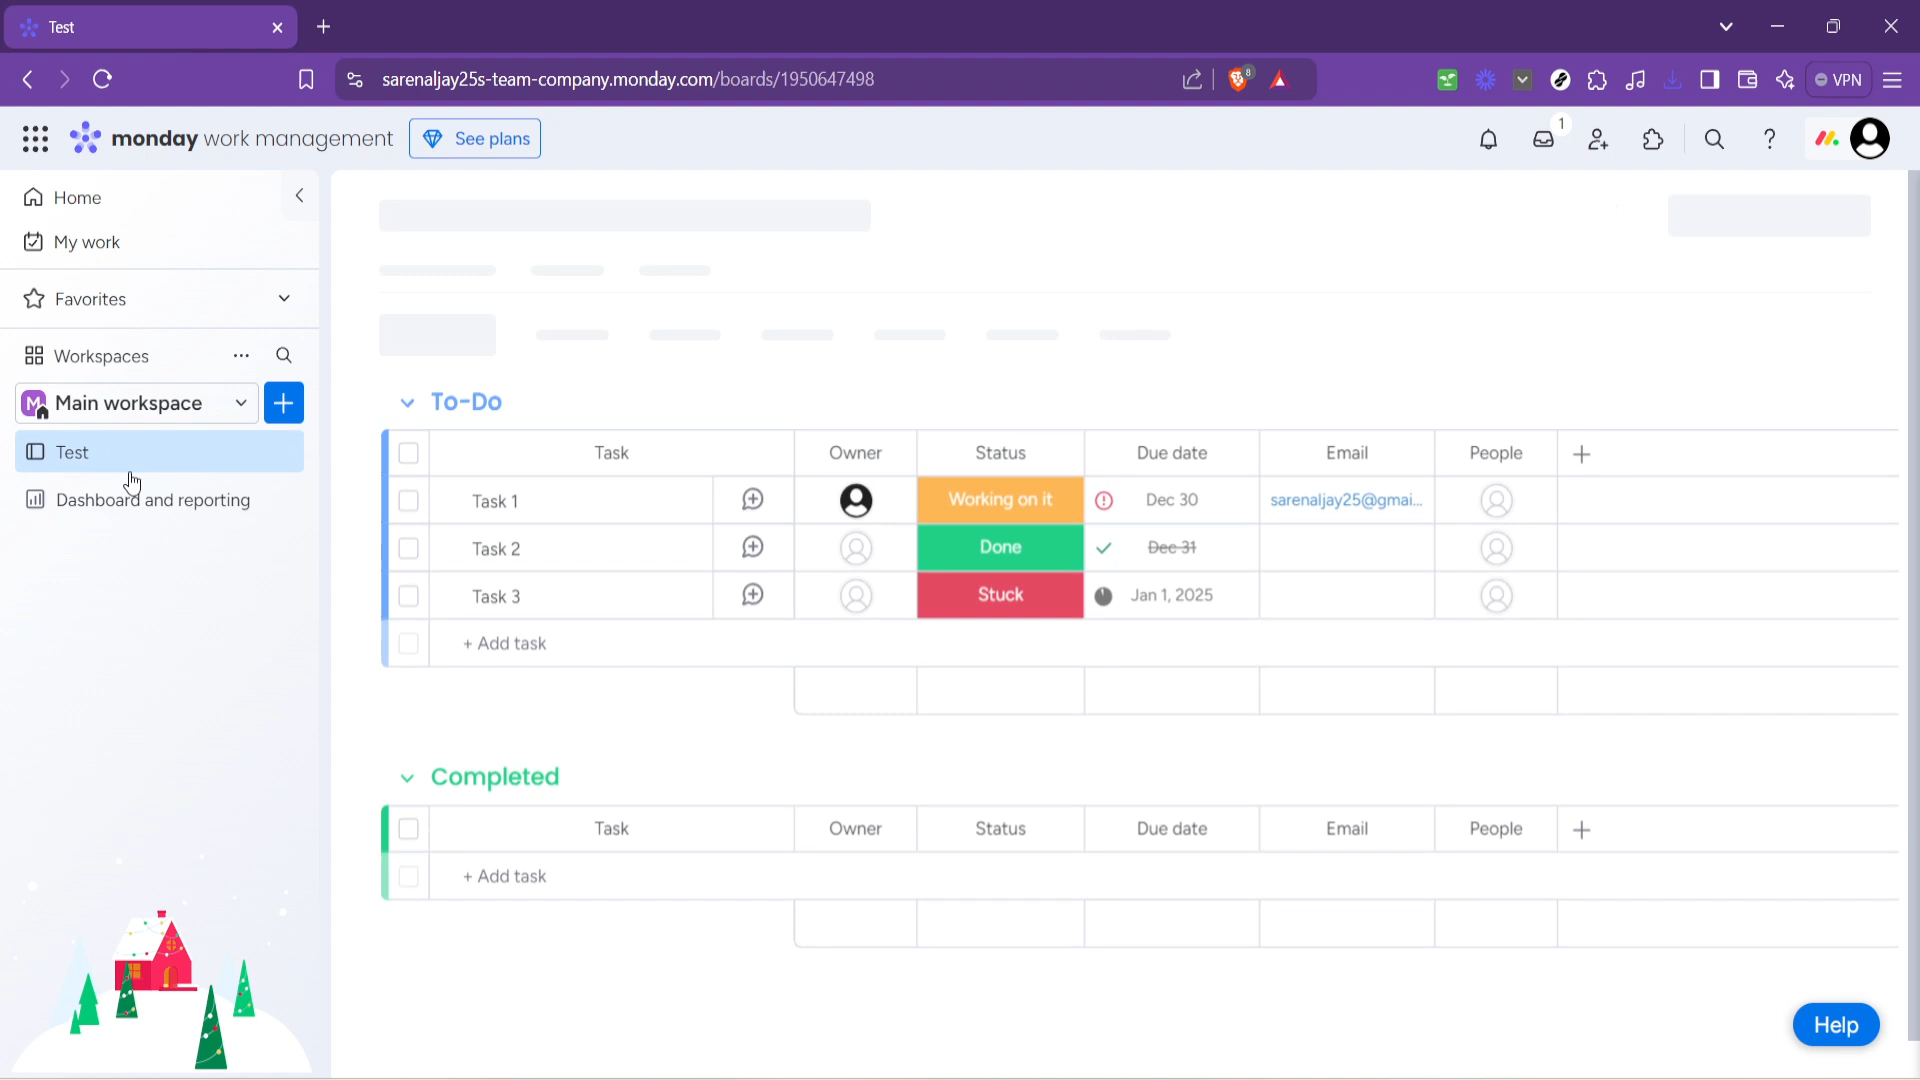 Test
sarenaljay25s-team-company.monday.com/boards/1950647498
8
VPN
monday work management
See plans
1
Home
My work
Favorites
Workspaces
M
Main workspace
Test
Dashboard and reporting
To-Do
Task Owner Status Due date Email People
Task 1 Working on it Dec 30 sarenaljay25@gmai...
Task 2 Done Dec 31
Task 3 Stuck Jan 1, 2025
+ Add task
Completed
Task Owner Status Due date Email People
+ Add task
Help